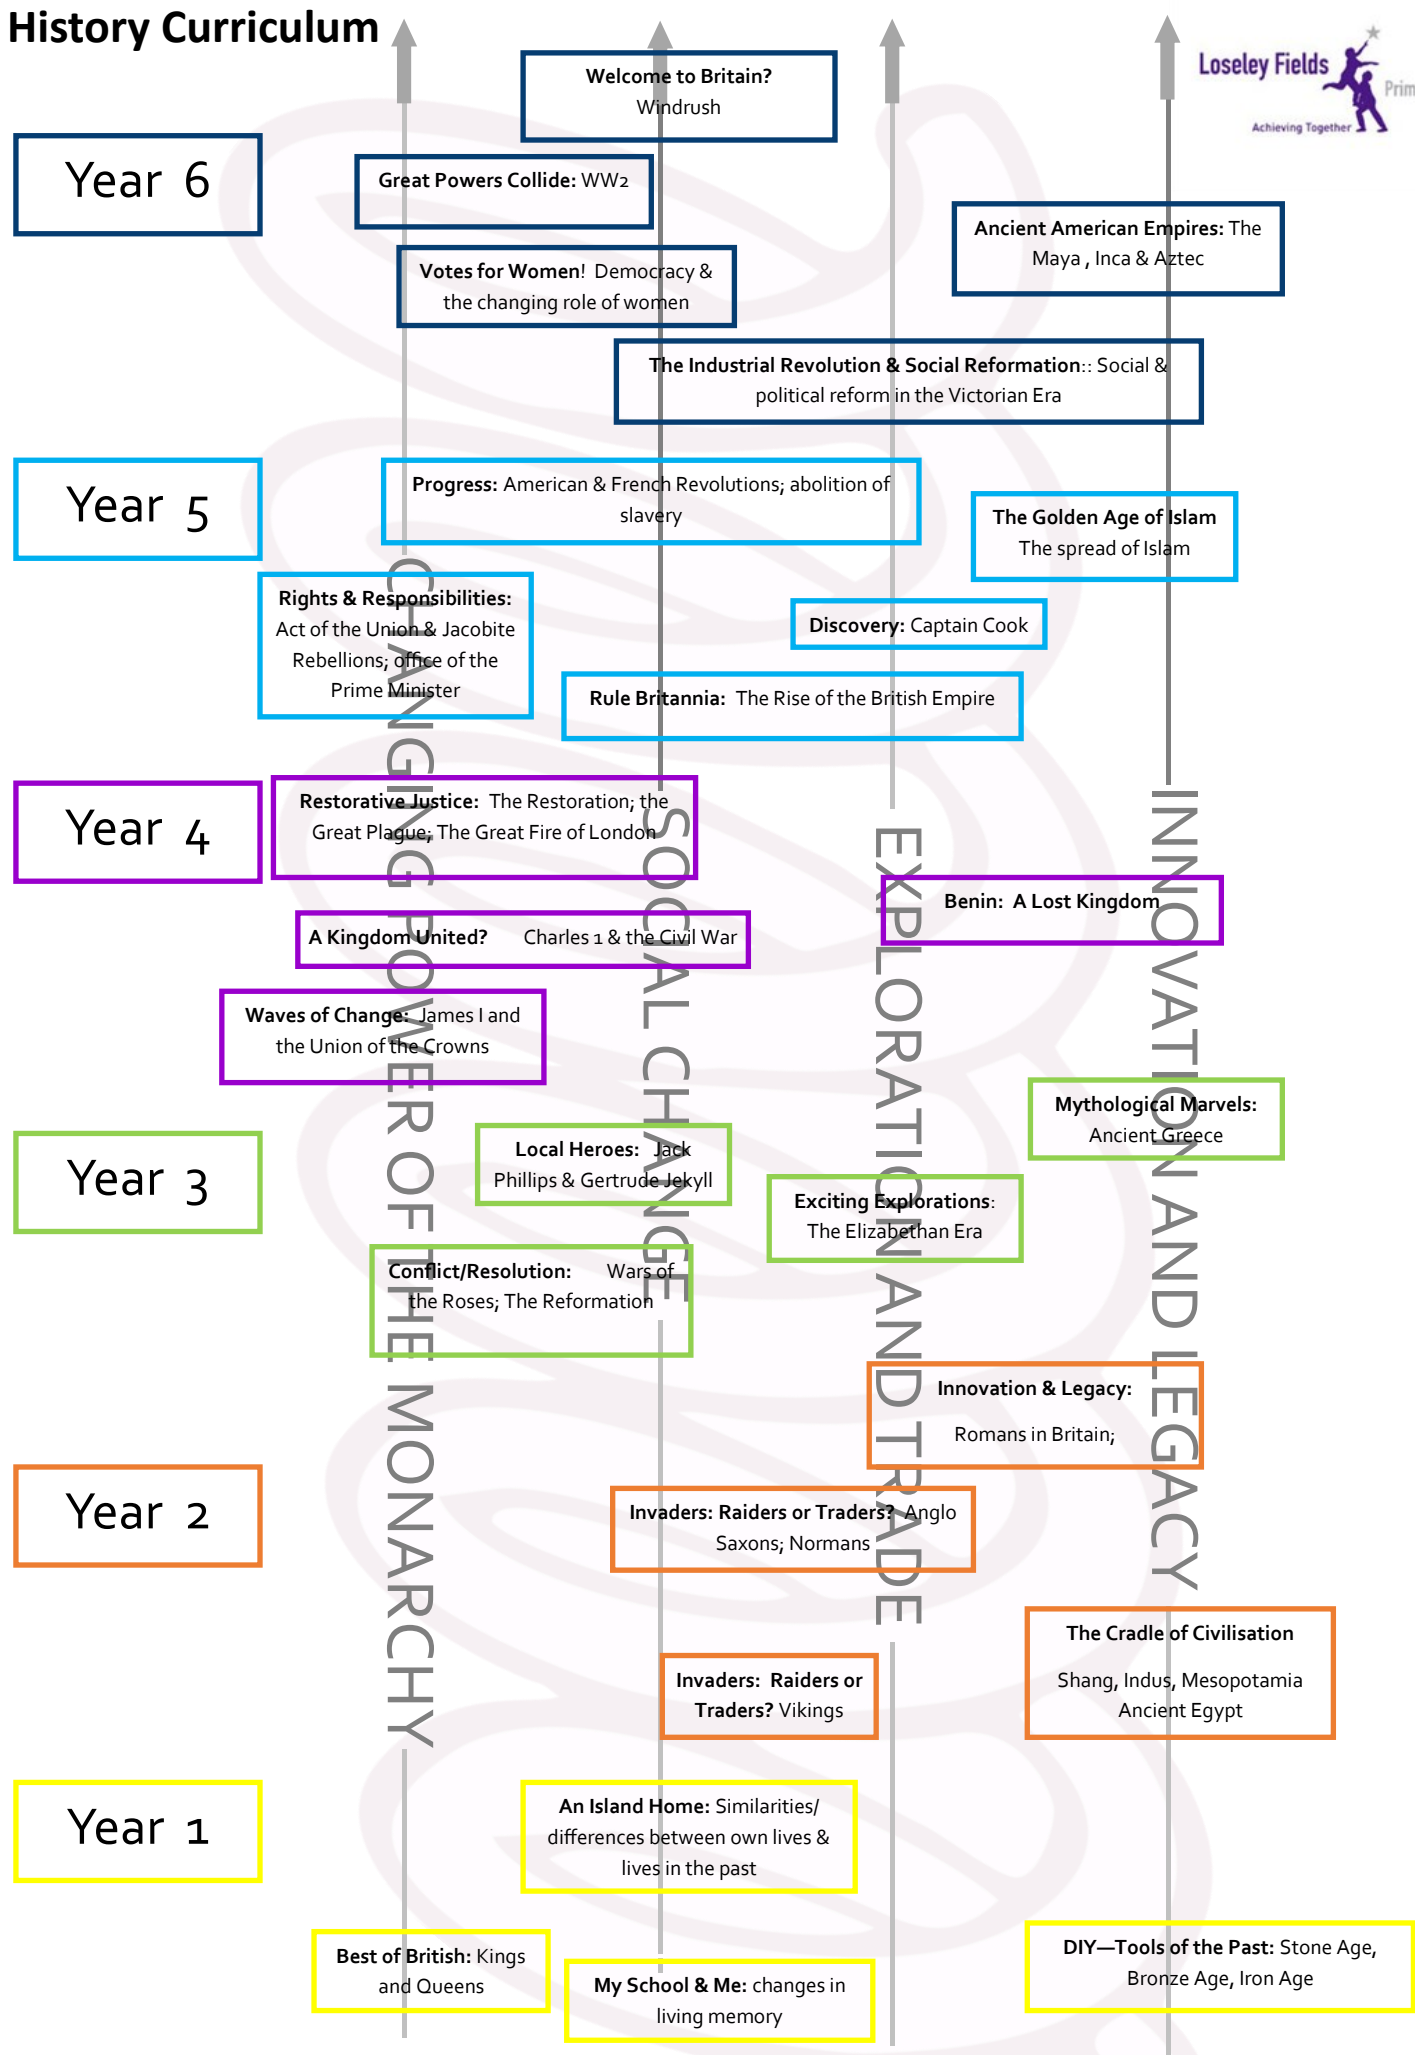 History Curriculum
Loseley Fields
Prim
Achieving Together
Welcome to Britain?
Windrush
Year 6
Great Powers Collide: WW2
Ancient American Empires: The
Maya , Inca & Aztec
Votes for Women! Democracy &
the changing role of women
The Industrial Revolution & Social Reformation:: Social &
political reform in the Victorian Era
Year 5
Progress: American & French Revolutions; abolition of
slavery
The Golden Age of Islam
The spread of Islam
Rights & Responsibilities:
Act of the Union & Jacobite
Rebellions; office of the
Prime Minister
Discovery: Captain Cook
Rule Britannia: The Rise of the British Empire
Year 4
Restorative Justice: The Restoration; the
Great Plague; The Great Fire of London
Benin: A Lost Kingdom
A Kingdom United? Charles 1 & the Civil War
Waves of Change: James I and
the Union of the Crowns
Year 3
Mythological Marvels:
Ancient Greece
Local Heroes: Jack
Phillips & Gertrude Jekyll
Exciting Explorations:
The Elizabethan Era
Conflict/Resolution: Wars of
the Roses; The Reformation
Year 2
Innovation & Legacy:
Romans in Britain;
Invaders: Raiders or Traders? Anglo
Saxons; Normans
The Cradle of Civilisation
Shang, Indus, Mesopotamia
Ancient Egypt
Invaders: Raiders or
Traders? Vikings
Year 1
An Island Home: Similarities/
differences between own lives &
lives in the past
Best of British: Kings
and Queens
My School & Me: changes in
living memory
DIY—Tools of the Past: Stone Age,
Bronze Age, Iron Age
CHANGING POWER OF THE MONARCHY
SOCIAL CHANGE
EXPLORATION AND TRADE
INNOVATION AND LEGACY